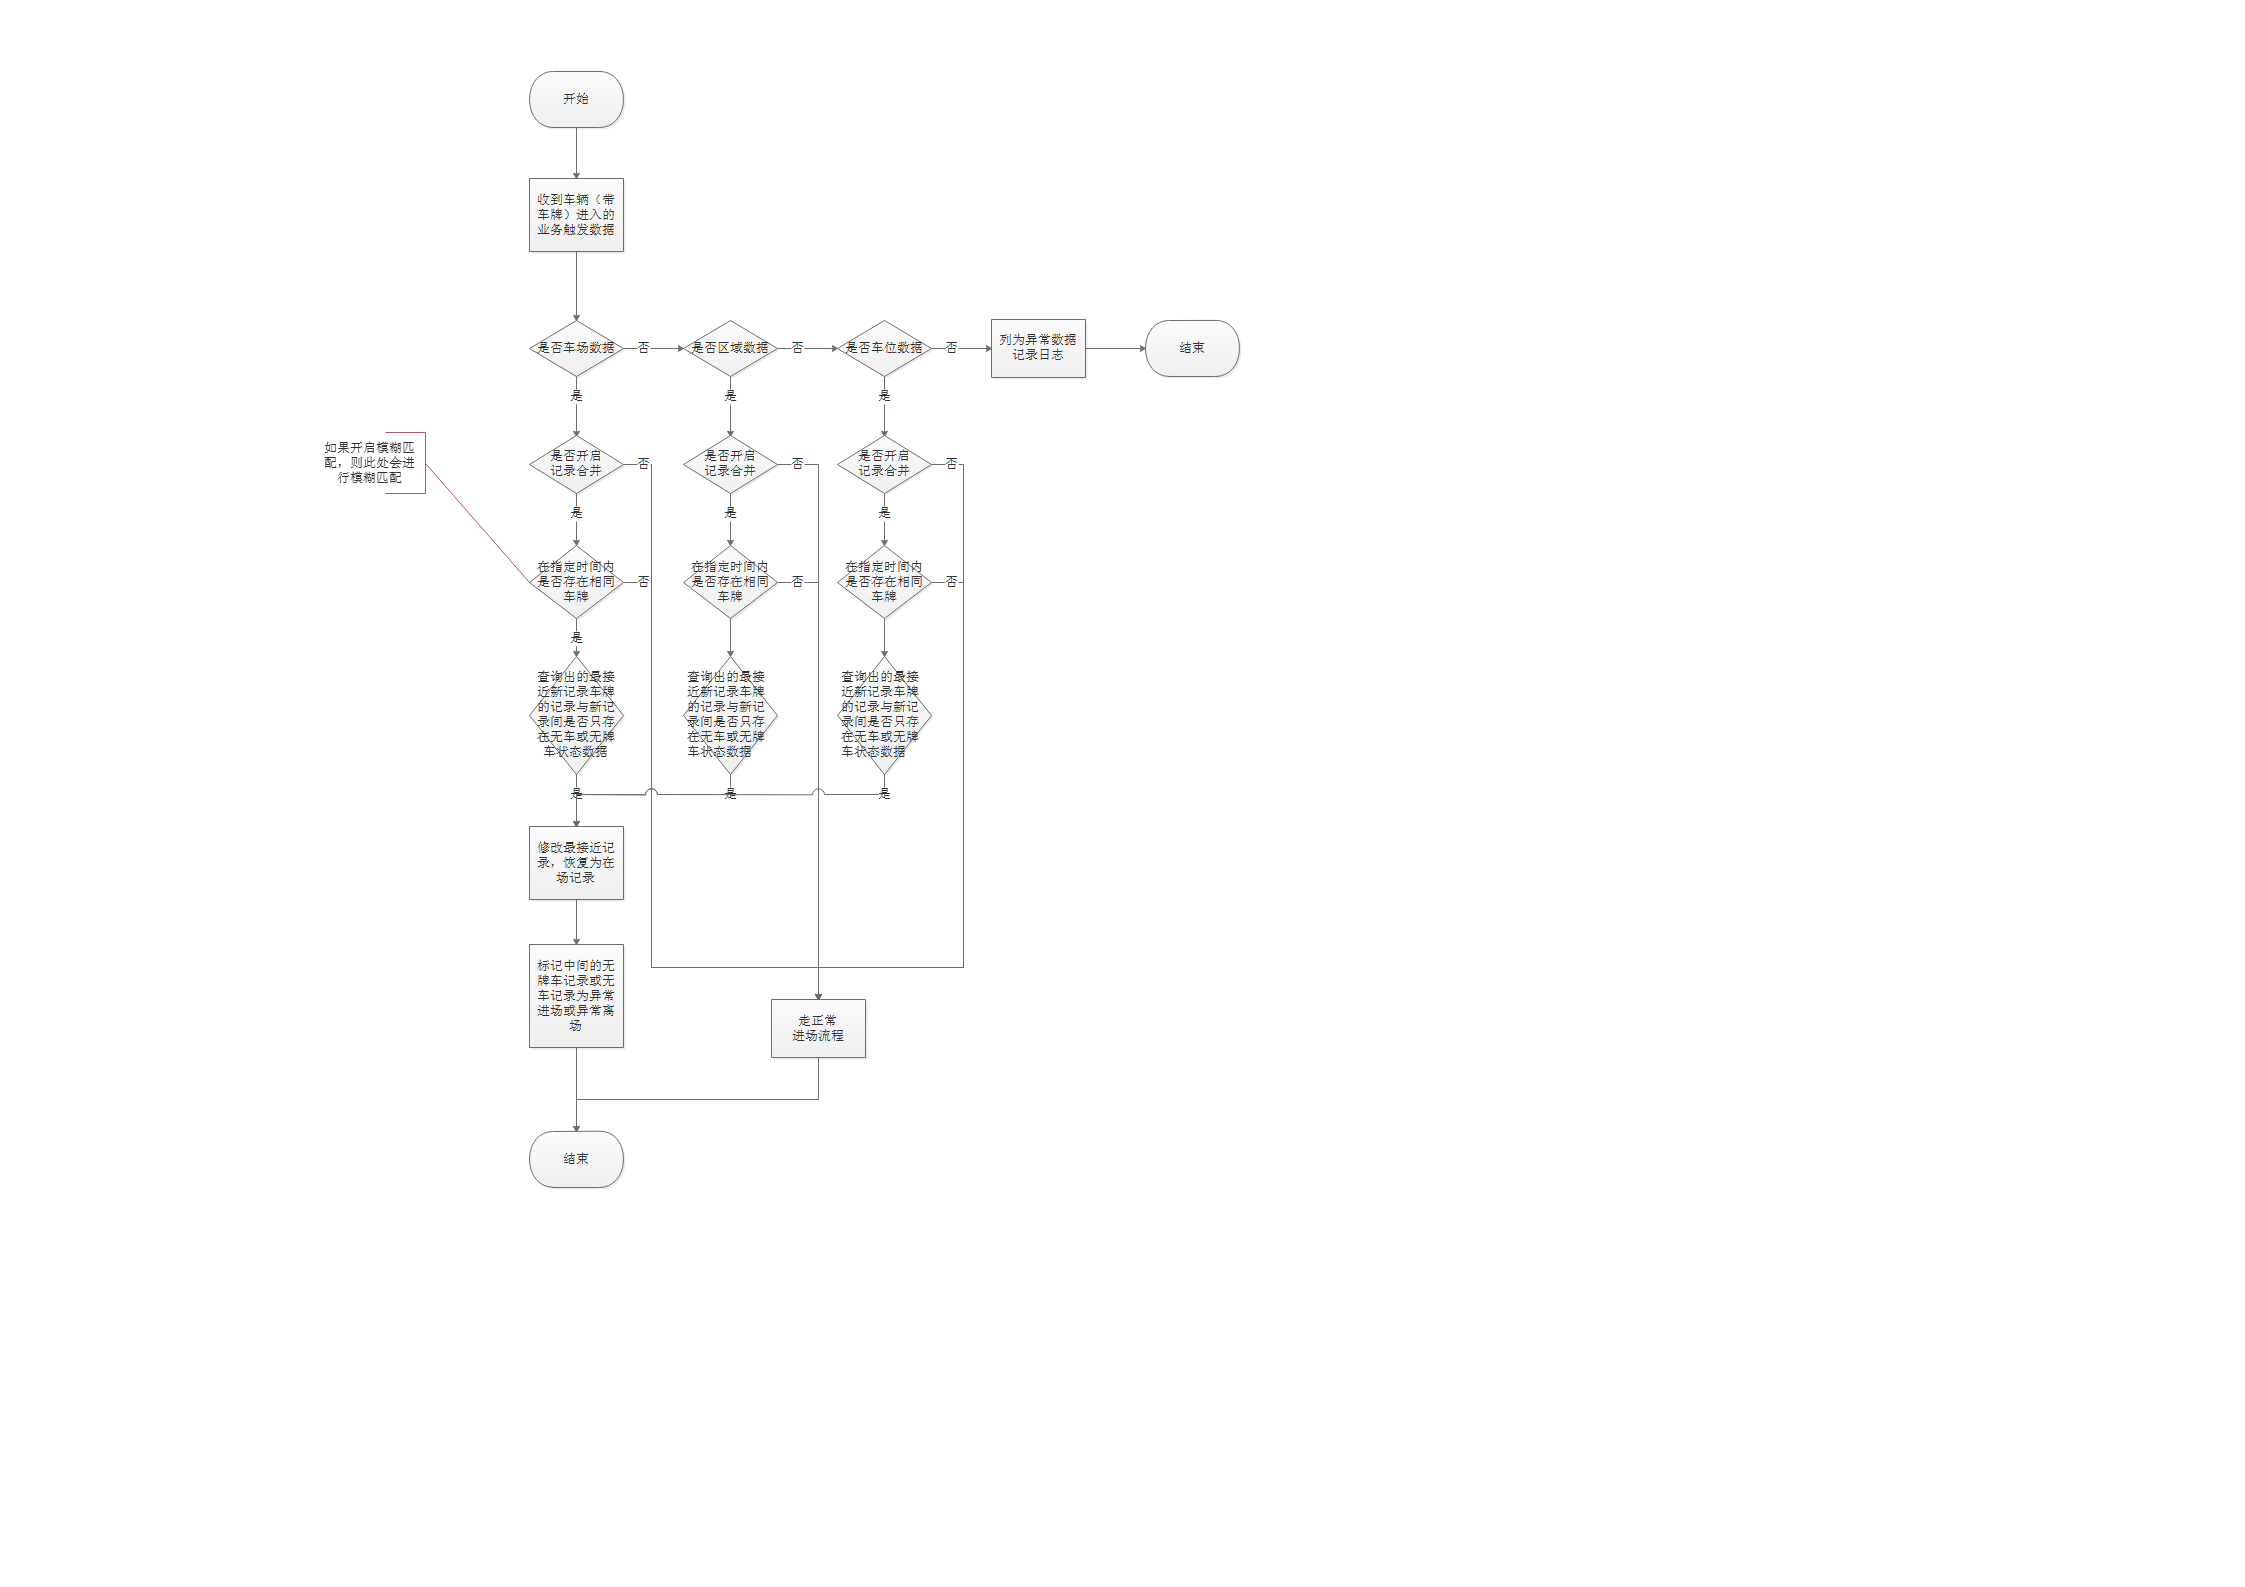 开始
收到车辆（带
车牌）进入的
业务触发数据
是否车场数据
否
是否区域数据
否
是否车位数据
否
列为异常数据
记录日志
结束
是
是
是
如果开启模糊匹
配，则此处会进
行模糊匹配
是否开启
记录合并
否
是否开启
记录合并
否
是否开启
记录合并
否
是
是
是
在指定时间内
是否存在相同
车牌
否
在指定时间内
是否存在相同
车牌
否
在指定时间内
是否存在相同
车牌
否
是
查询出的最接
近新记录车牌
的记录与新记
录间是否只存
在无车或无牌
车状态数据
查询出的最接
近新记录车牌
的记录与新记
录间是否只存
在无车或无牌
车状态数据
查询出的最接
近新记录车牌
的记录与新记
录间是否只存
在无车或无牌
车状态数据
是
是
是
修改最接近记
录，恢复为在
场记录
标记中间的无
牌车记录或无
车记录为异常
进场或异常离
场
走正常
进场流程
结束